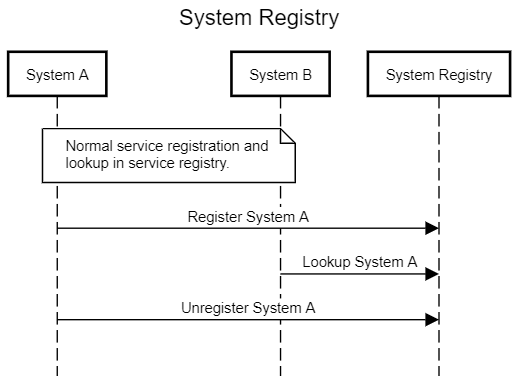 System Registry
System A
System B
System Registry
Normal service registration and
lookup in service registry.
Register System A
Lookup System A
Unregister System A